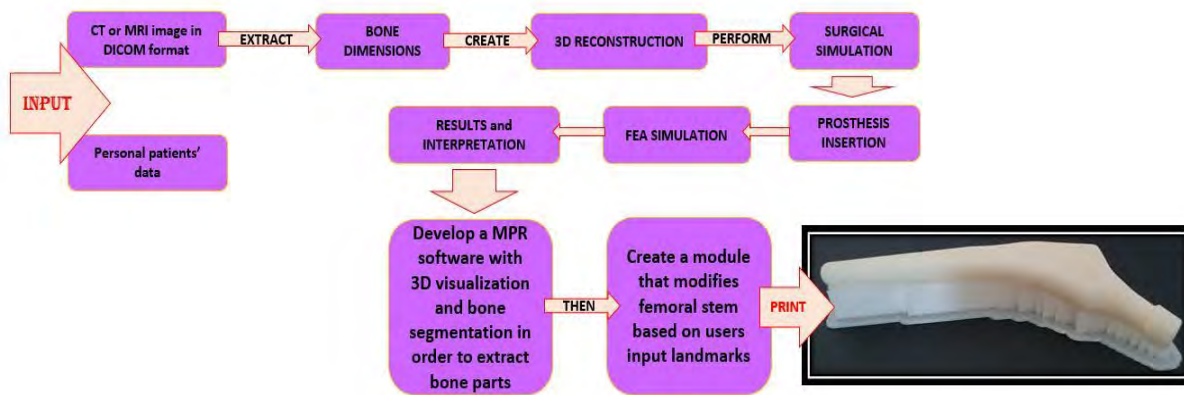 INPUT
CT or MRI image in
DICOM format
Personal patients'
data
EXTRACT
BONE
DIMENSIONS
CREATE
3D RECONSTRUCTION
PERFORM
SURGICAL
SIMULATION
PROSTHESIS
INSERTION
FEA SIMULATION
RESULTS and
INTERPRETATION
Develop a MPR
software with
3D visualization
and bone
segmentation in
order to extract
bone parts
THEN
Create a module
that modifies
femoral stem
based on users
input landmarks
PRINT